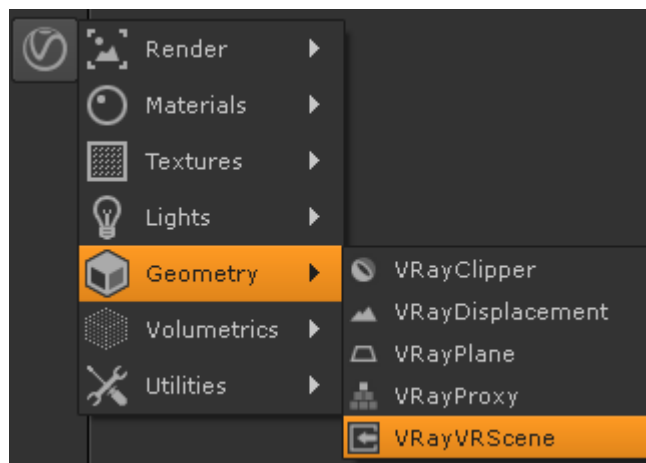 Render
Materials
Textures
Lights
Geometry
Volumetrics
Utilities
VRayClipper
VRayDisplacement
VRayPlane
VRayProxy
VRayVRScene